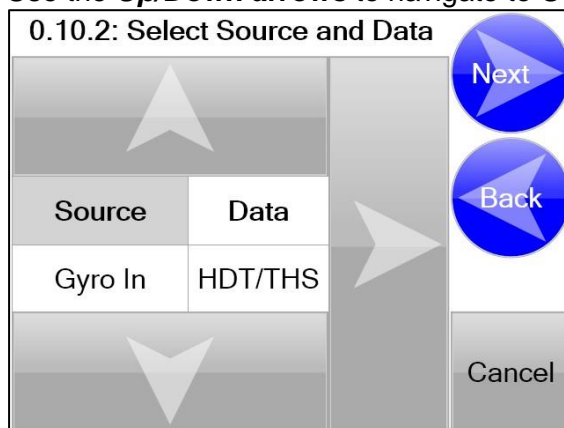 0.10.2: Select Source and Data
Next
Back
Source Data
Gyro In HDT/THS
Cancel